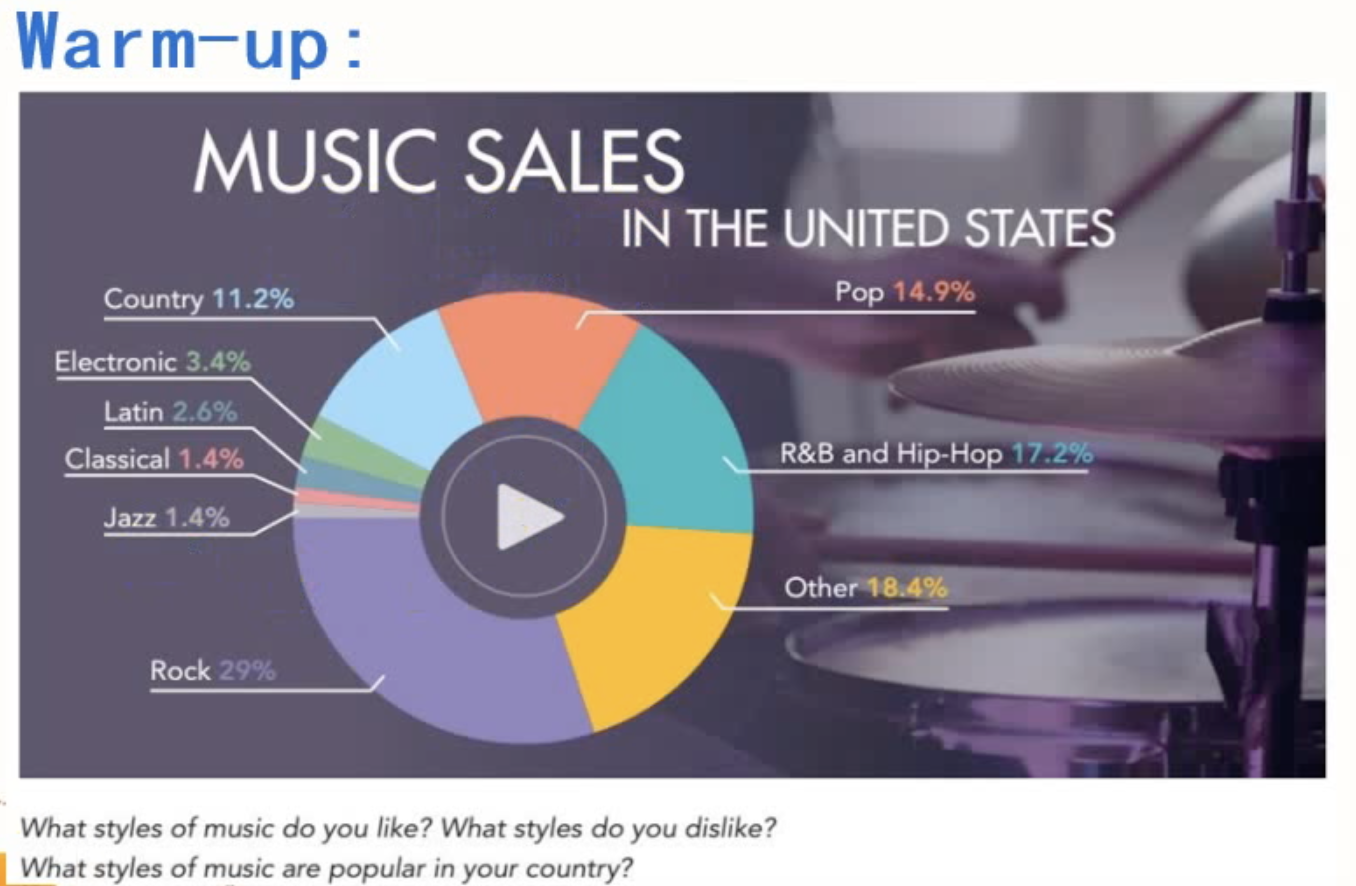 Warm-up:
MUSIC SALES
IN THE UNITED STATES
Country 11.2%
Pop 14.9%
Electronic 3.4%
Latin 2.6%
Classical 1.4%
R&B and Hip-Hop 17.2%
Jazz 1.4%
Other 18.4%
Rock 29%
What styles of music do you like? What styles do you dislike?
What styles of music are popular in your country?